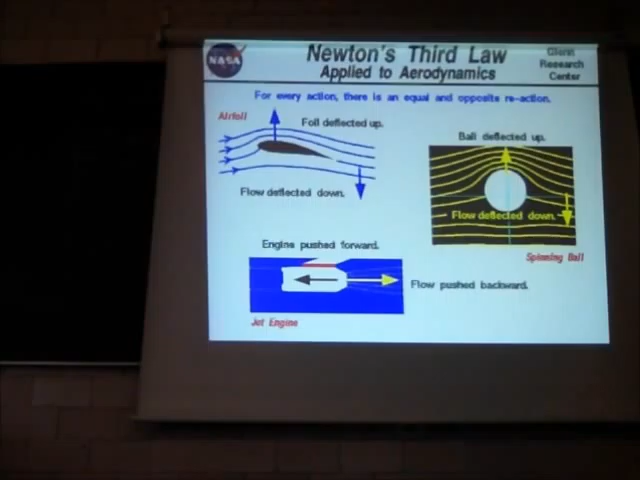 NASA
Newton's Third Law
Applied to Aerodynamics
Glenn
Research
Center
For every action, there is an equal and opposite re-action.
Airfoil
Foil deflected up.
Flow deflected down.
Ball deflected up.
Flow deflected down.
Spinning Ball
Engine pushed forward.
Flow pushed backward.
Jet Engine